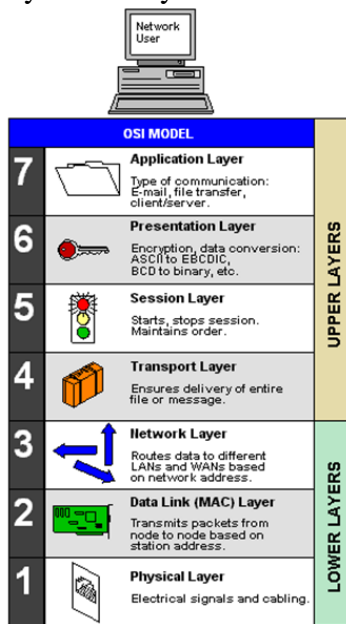 Network
User
OSI MODEL
7
Application Layer
Type of communication:
E-mail, file transfer,
client/server.
6
Presentation Layer
Encryption, data conversion:
ASCII to EBCDIC,
BCD to binary, etc.
5
Session Layer
Starts, stops session.
Maintains order.
4
Transport Layer
Ensures delivery of entire
file or message.
UPPER LAYERS
3
Network Layer
Routes data to different
LANs and WANs based
on network address.
2
Data Link (MAC) Layer
Transmits packets from
node to node based on
station address.
1
Physical Layer
Electrical signals and cabling.
LOWER LAYERS